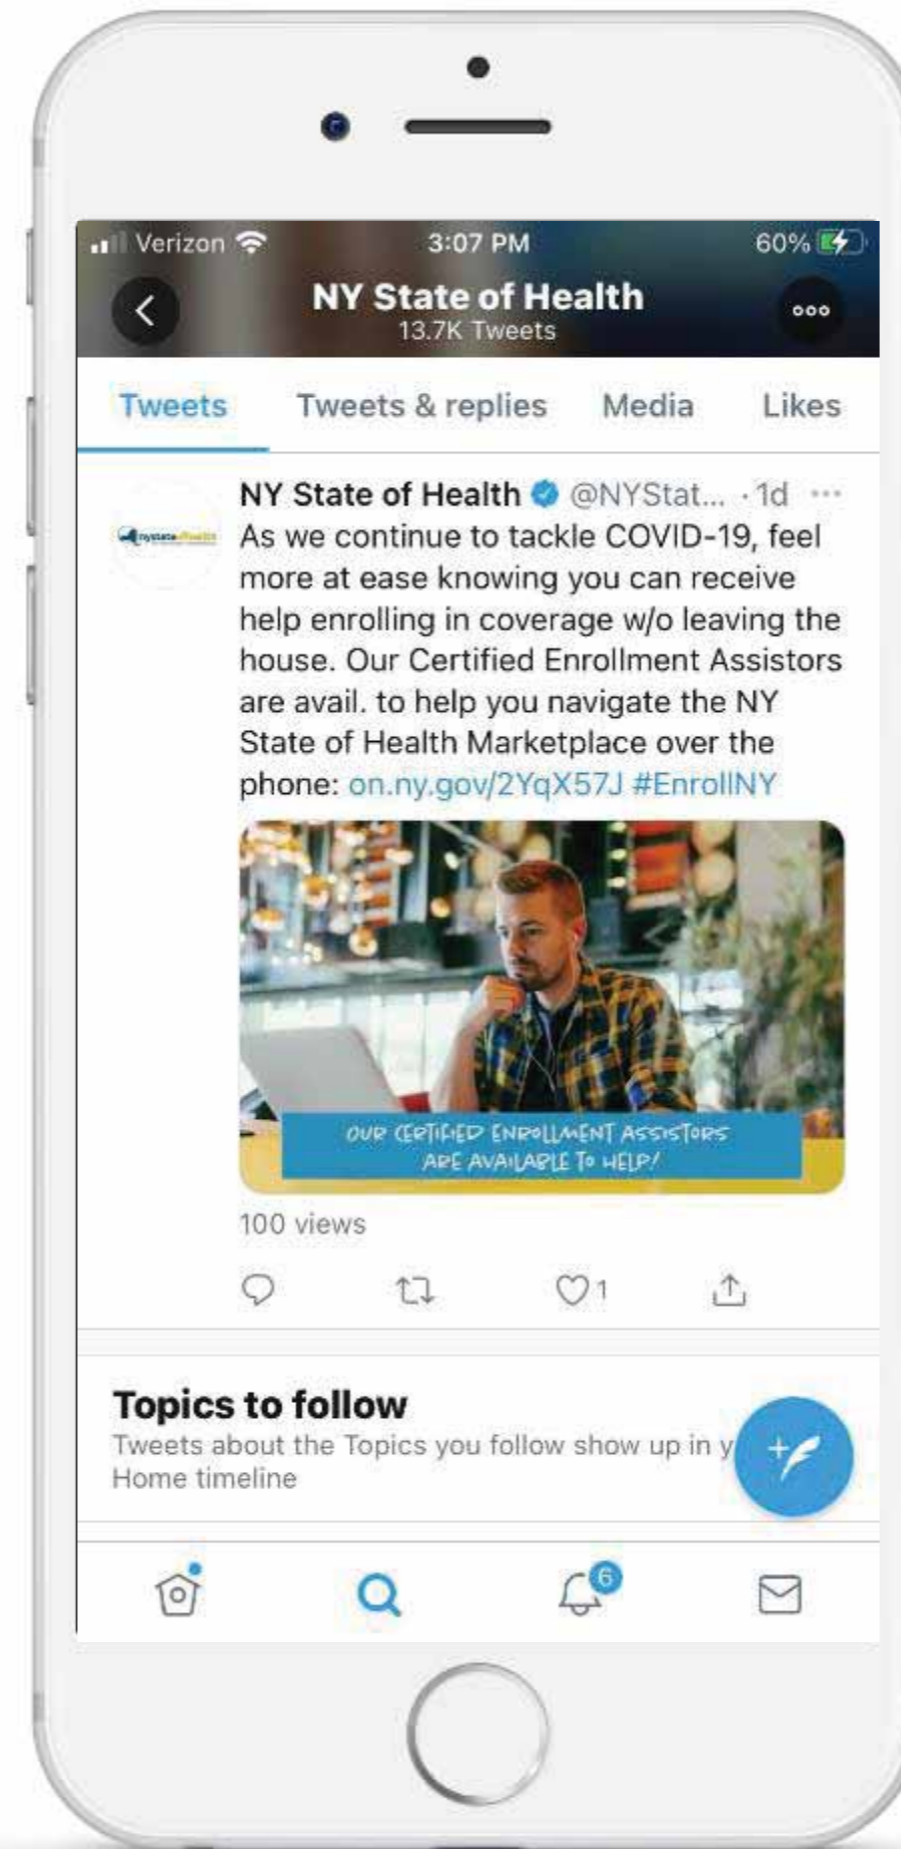 Verizon 3:07 PM 60%
NY State of Health
13.7K Tweets
Tweets Tweets & replies Media Likes
NY State of Health @NYStat... · 1d
nystateofhealth
As we continue to tackle COVID-19, feel
more at ease knowing you can receive
help enrolling in coverage w/o leaving the
house. Our Certified Enrollment Assistors
are avail. to help you navigate the NY
State of Health Marketplace over the
phone: on.ny.gov/2YqX57J #EnrollNY
OUR CERTIFIED ENROLLMENT ASSISTORS
ARE AVAILABLE TO HELP!
100 views
1
Topics to follow
Tweets about the Topics you follow show up in y
Home timeline
6